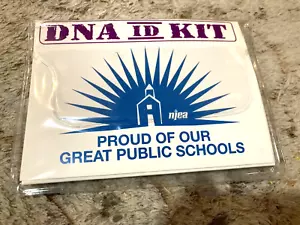 DNA ID KIT
njea
PROUD OF OUR
GREAT PUBLIC SCHOOLS